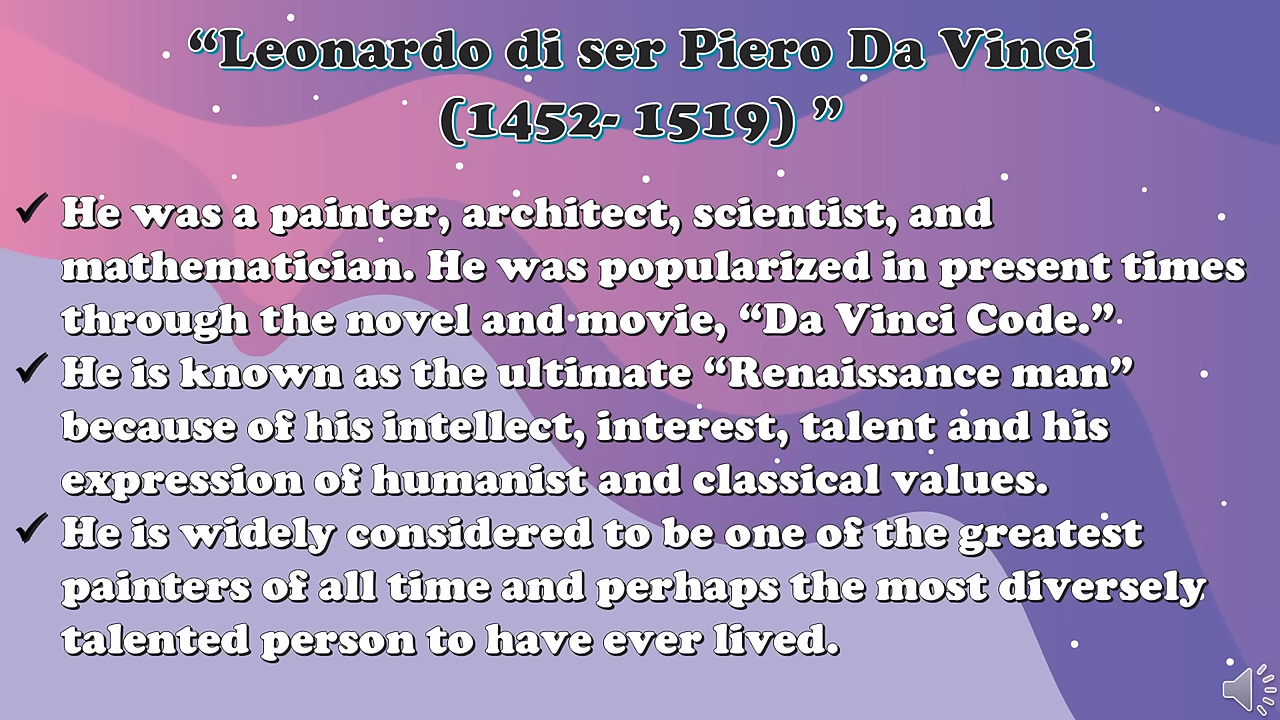 “Leonardo di ser Piero Da Vinci
(1452- 1519) ”
✓ He was a painter, architect, scientist, and
mathematician. He was popularized in present times
through the novel and movie, “Da Vinci Code.”
✓ He is known as the ultimate “Renaissance man”
because of his intellect, interest, talent and his
expression of humanist and classical values.
✓ He is widely considered to be one of the greatest
painters of all time and perhaps the most diversely
talented person to have ever lived.